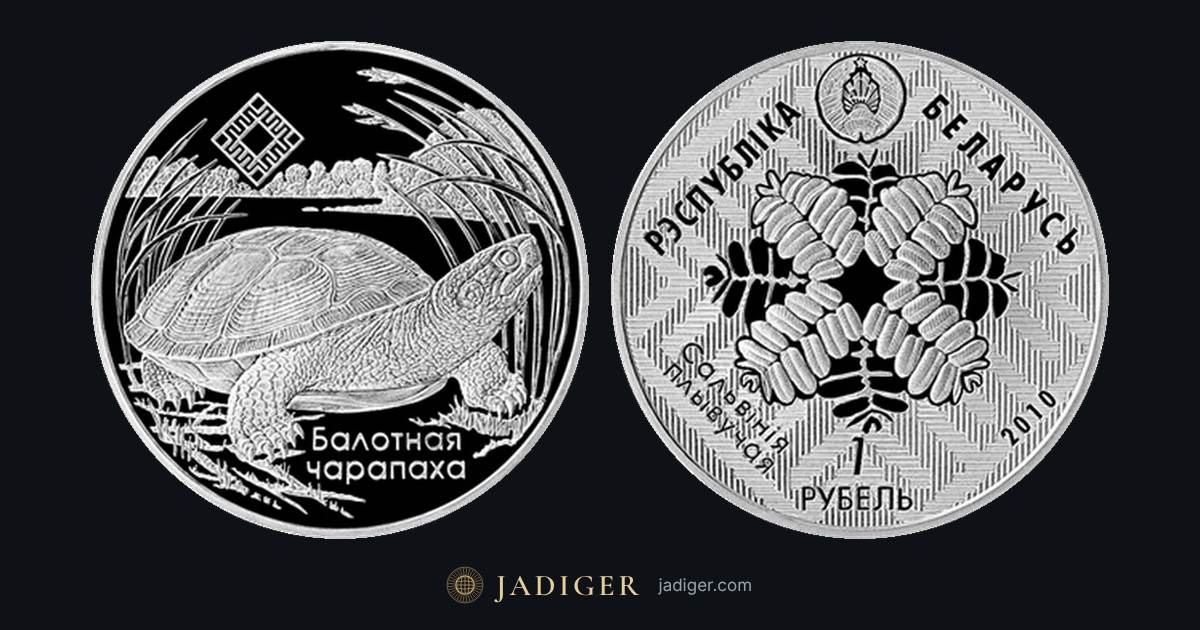 Балотная
чарапаха
РЭСПУБЛІКА БЕЛАРУСЬ
Сальвінія
плывучая
2010
1
РУБЕЛЬ
JADIGER jadiger.com